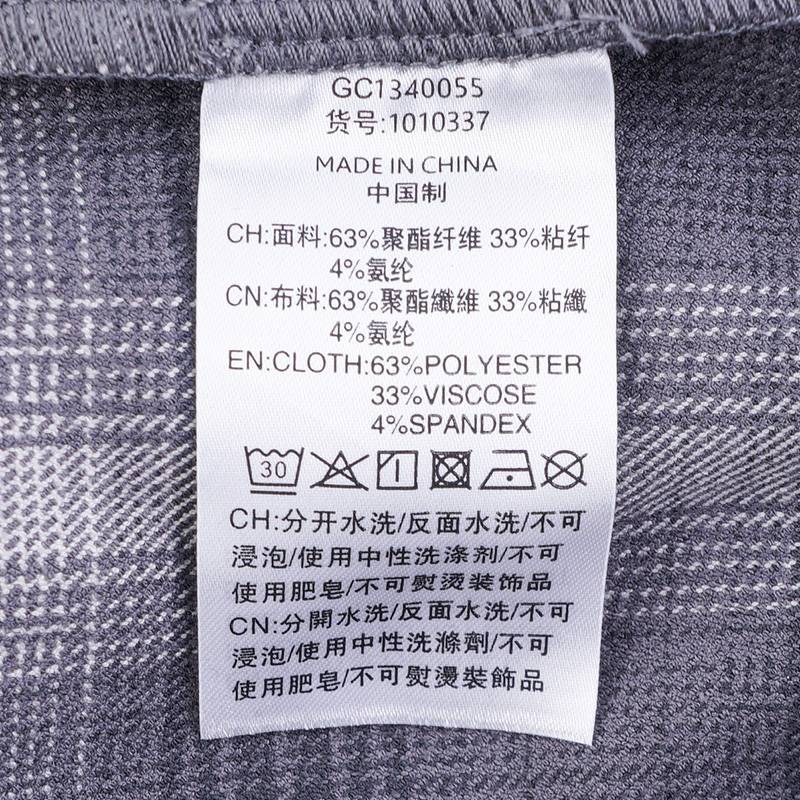 GC1340055
货号:1010337
MADE IN CHINA
中国制
CH:面料:63%聚酯纤维 33%粘纤
4%氨纶
CN:布料:63%聚酯纖維 33%粘纖
4%氨纶
EN:CLOTH:63%POLYESTER
33%VISCOSE
4%SPANDEX
30
CH:分开水洗/反面水洗/不可
浸泡/使用中性洗涤剂/不可
使用肥皂/不可熨烫装饰品
CN:分開水洗/反面水洗/不可
浸泡/使用中性洗滌劑/不可
使用肥皂/不可熨燙裝飾品